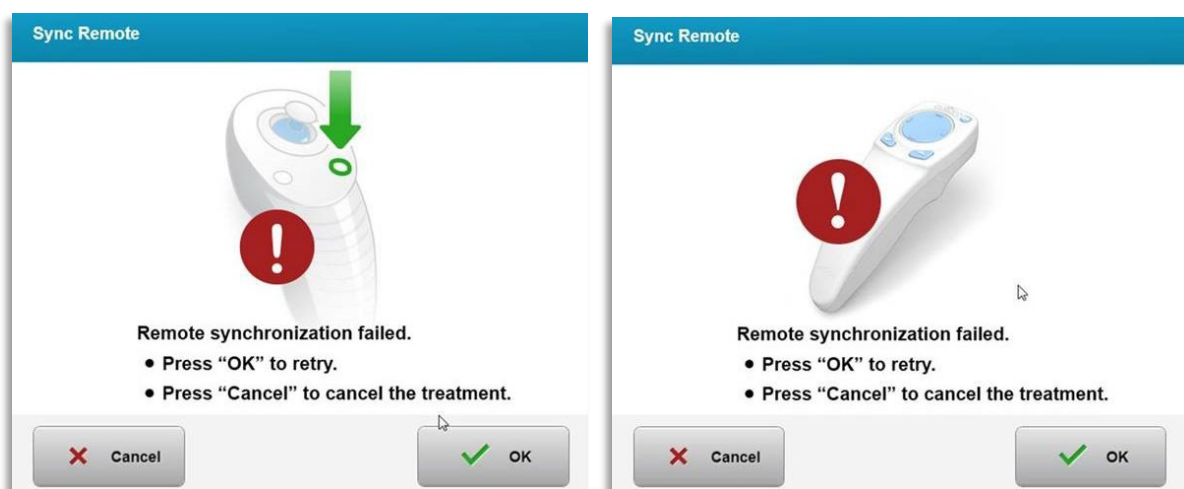 Sync Remote
Remote synchronization failed.
• Press “OK” to retry.
• Press “Cancel” to cancel the treatment.
Cancel
OK
Sync Remote
Remote synchronization failed.
• Press “OK” to retry.
• Press “Cancel” to cancel the treatment.
Cancel
OK